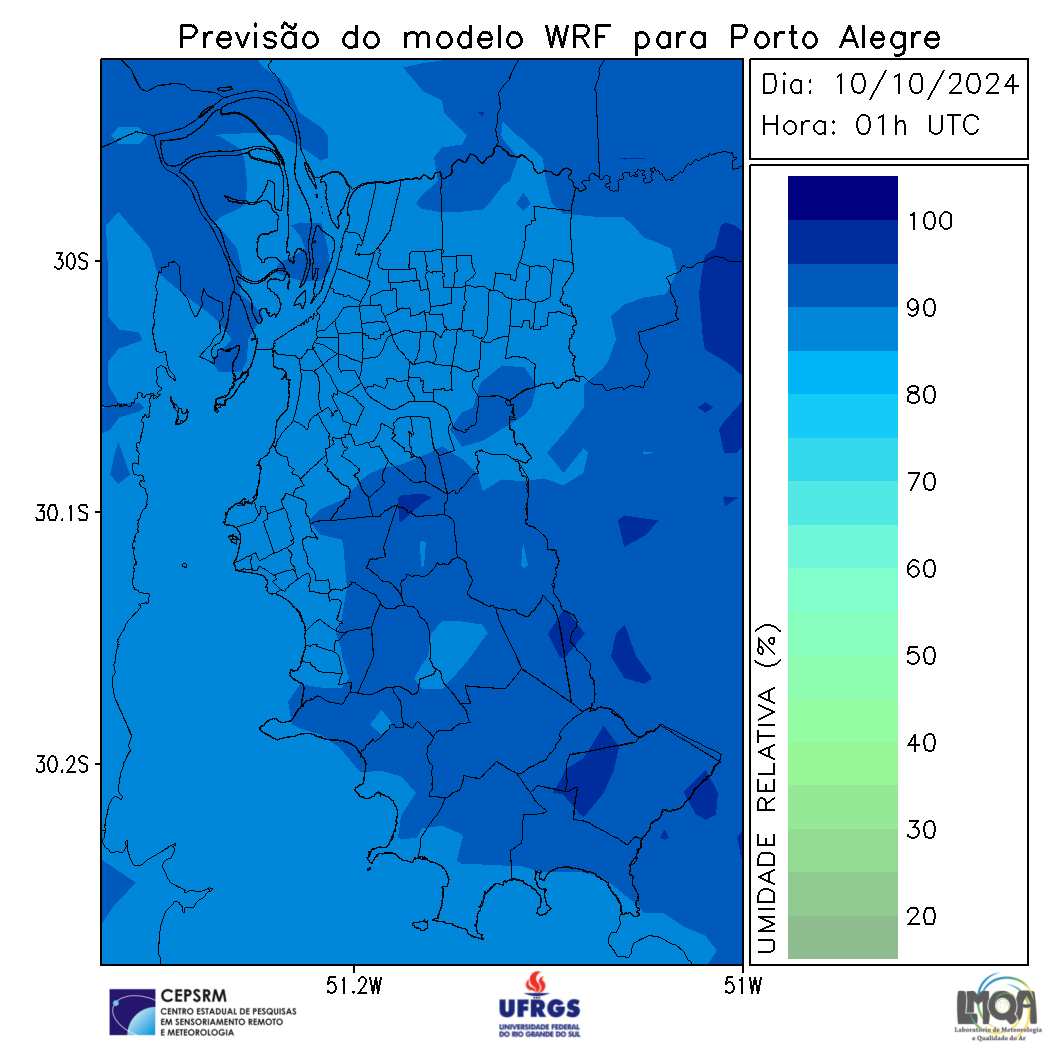 Previsão do modelo WRF para Porto Alegre
Dia: 10/10/2024
Hora: 01h UTC
30S
30.1S
30.2S
51.2W
51W
UMIDADE RELATIVA (%)
100
90
80
70
60
50
40
30
20
CEPSRM
CENTRO ESTADUAL DE PESQUISAS
EM SENSORIAMENTO REMOTO
E METEOROLOGIA
UFRGS
UNIVERSIDADE FEDERAL
DO RIO GRANDE DO SUL
LMQA
Laboratório de Meteorologia
e Qualidade do Ar